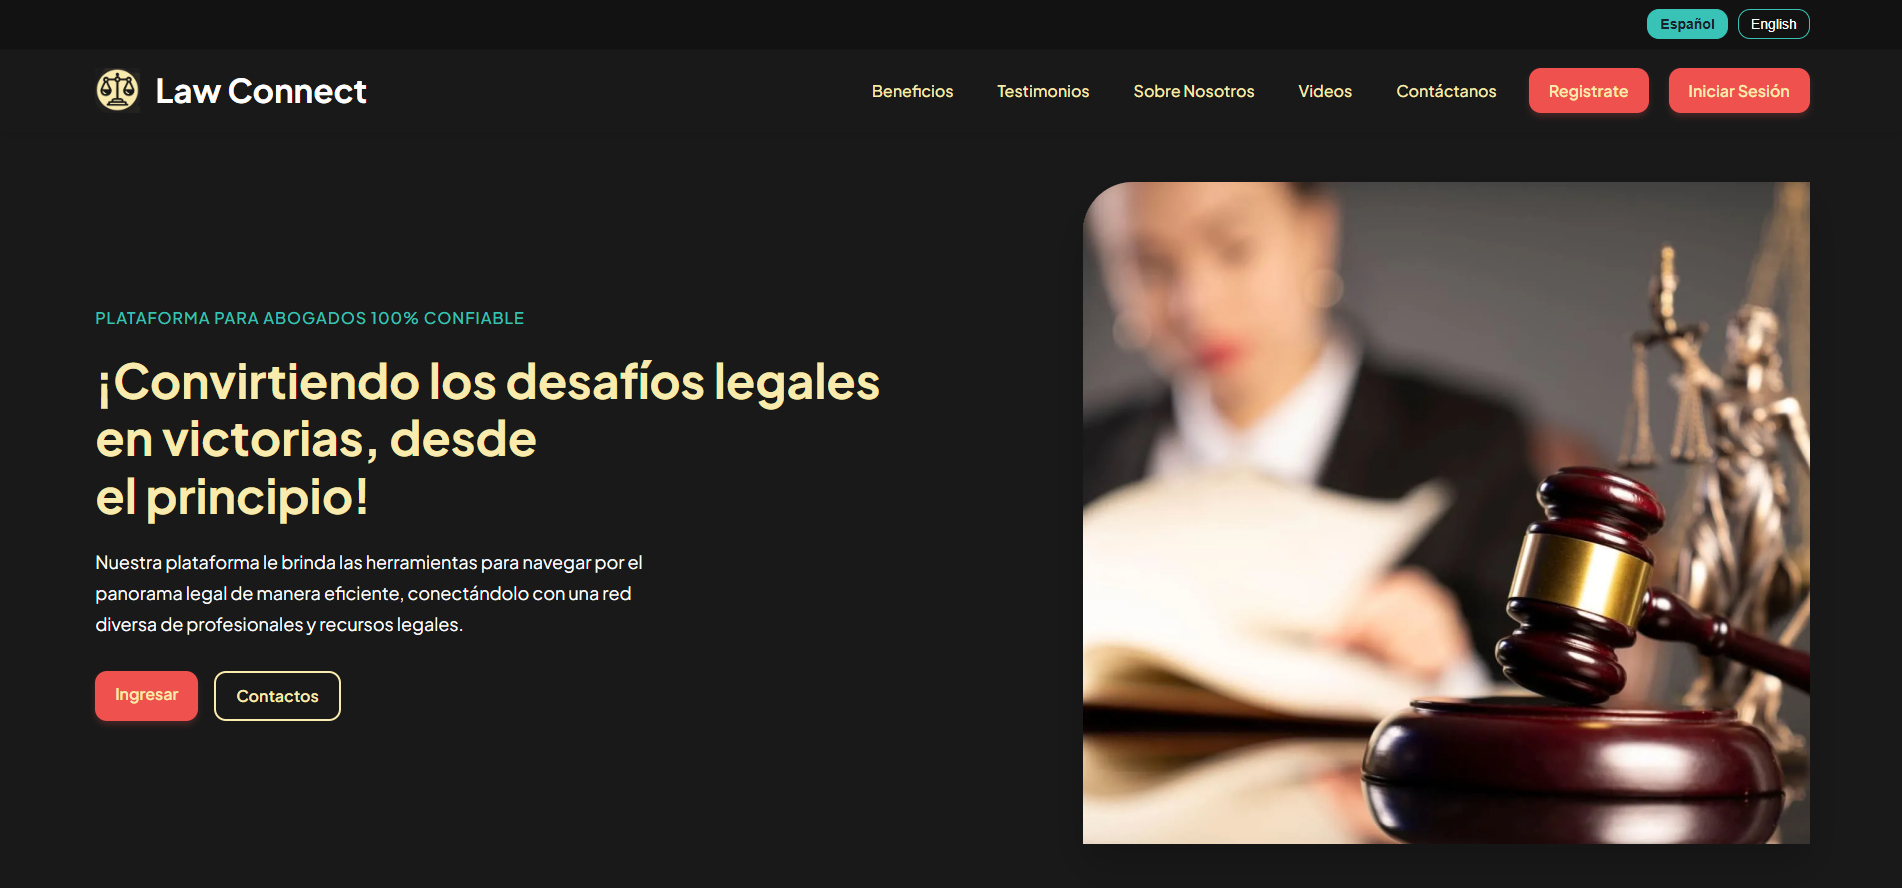 Español English
Law Connect
Beneficios Testimonios Sobre Nosotros Videos Contáctanos Registrate Iniciar Sesión
PLATAFORMA PARA ABOGADOS 100% CONFIABLE
¡Convirtiendo los desafíos legales
en victorias, desde
el principio!
Nuestra plataforma le brinda las herramientas para navegar por el
panorama legal de manera eficiente, conectándolo con una red
diversa de profesionales y recursos legales.
Ingresar Contactos